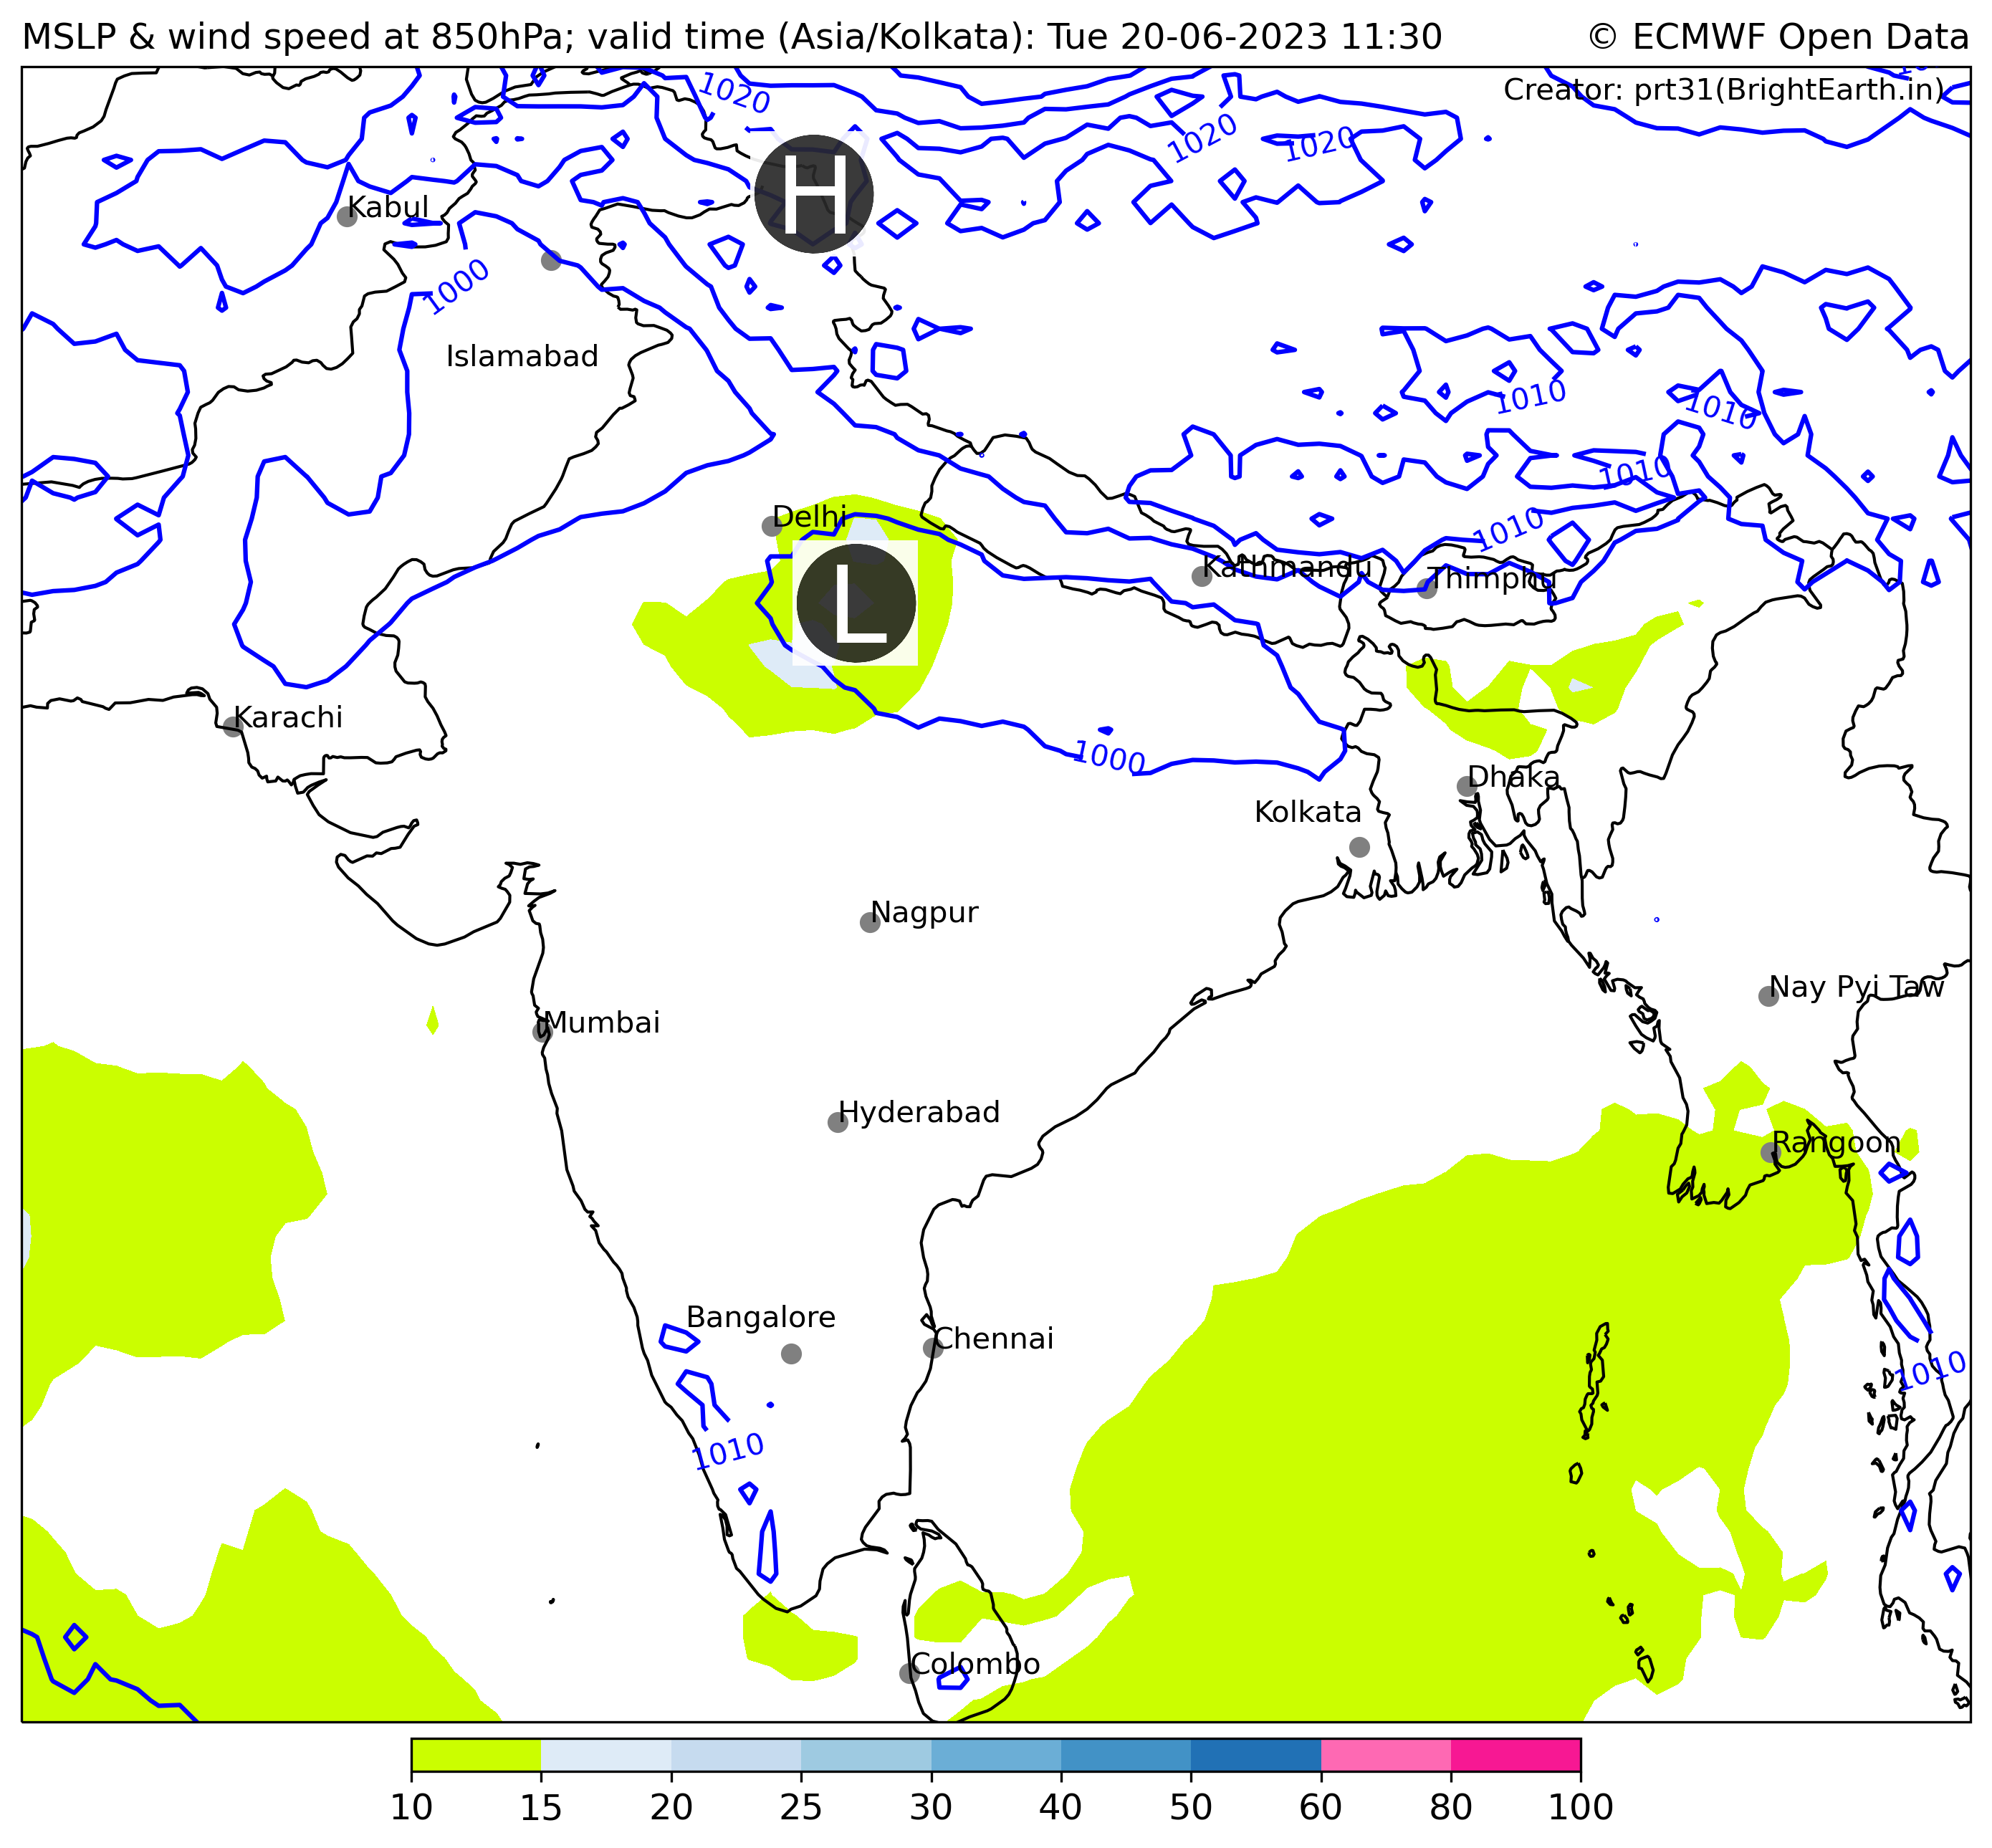 MSLP & wind speed at 850hPa; valid time (Asia/Kolkata): Tue 20-06-2023 11:30
© ECMWF Open Data
Creator: prt31(BrightEarth.in)
1020
1020
1020
H
Kabul
1000
Islamabad
1010
1010
1010
1010
Delhi
Kathmandu
Thimphu
L
Karachi
1000
Dhaka
Kolkata
Nagpur
Nay Pyi Taw
Mumbai
Hyderabad
Rangoon
Bangalore
Chennai
1010
1010
Colombo
10 15 20 25 30 40 50 60 80 100